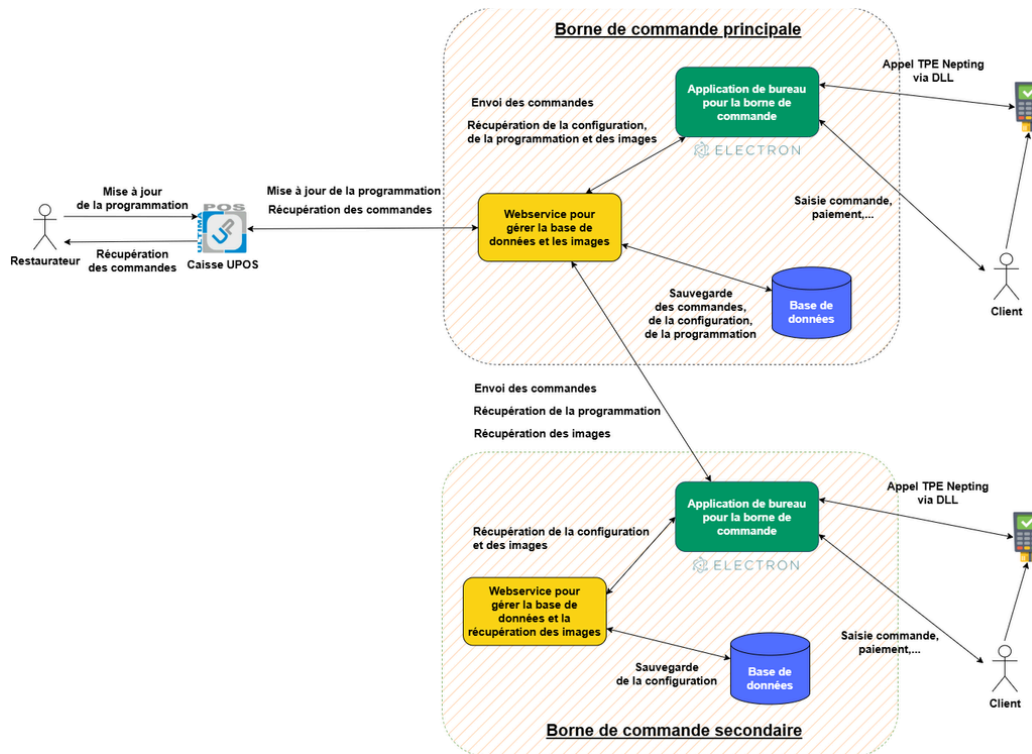 Borne de commande principale
Appel TPE Nepting
via DLL
Application de bureau
pour la borne de
commande
ELECTRON
Envoi des commandes
Récupération de la configuration,
de la programmation et des images
Mise à jour
de la programmation
Restaurateur
Récupération
des commandes
ULTIMA
POS
UP
Caisse UPOS
Mise à jour de la programmation
Récupération des commandes
Webservice pour
gérer la base de
données et les images
Saisie commande,
paiement,...
Client
Sauvegarde
des commandes,
de la configuration,
de la programmation
Base de
données
Envoi des commandes
Récupération de la programmation
Récupération des images
Application de bureau
pour la borne de
commande
ELECTRON
Appel TPE Nepting
via DLL
Récupération de la configuration
et des images
Webservice pour
gérer la base de
données et la
récupération des images
Saisie commande,
paiement,...
Client
Sauvegarde
de la configuration
Base de
données
Borne de commande secondaire